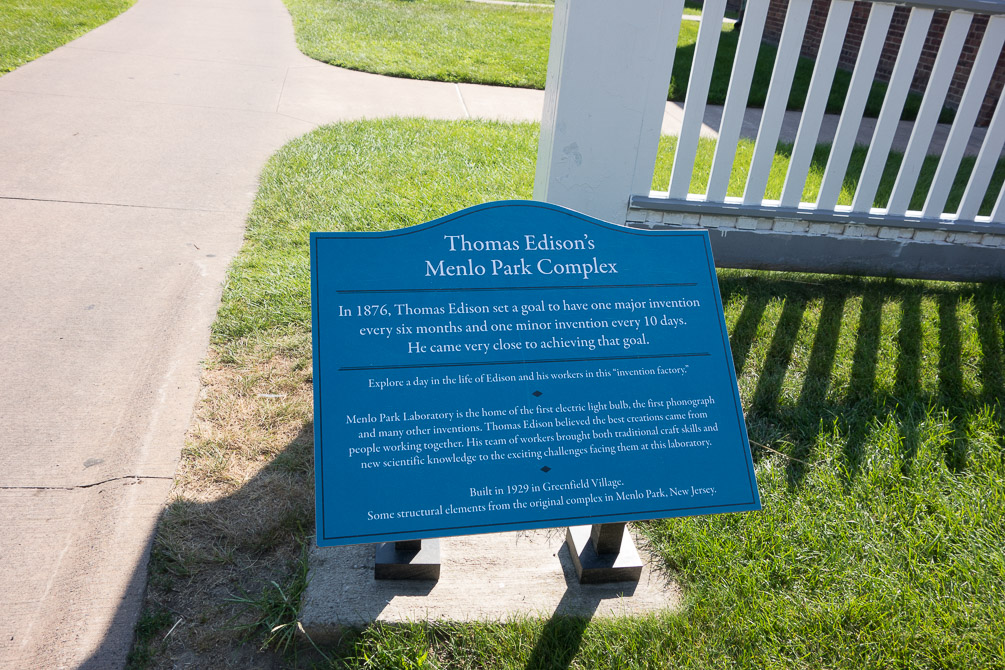 Thomas Edison's
Menlo Park Complex
In 1876, Thomas Edison set a goal to have one major invention
every six months and one minor invention every 10 days.
He came very close to achieving that goal.
Explore a day in the life of Edison and his workers in this "invention factory."
Menlo Park Laboratory is the home of the first electric light bulb, the first phonograph
and many other inventions. Thomas Edison believed the best creations came from
people working together. His team of workers brought both traditional craft skills and
new scientific knowledge to the exciting challenges facing them at this laboratory.
Built in 1929 in Greenfield Village.
Some structural elements from the original complex in Menlo Park, New Jersey.